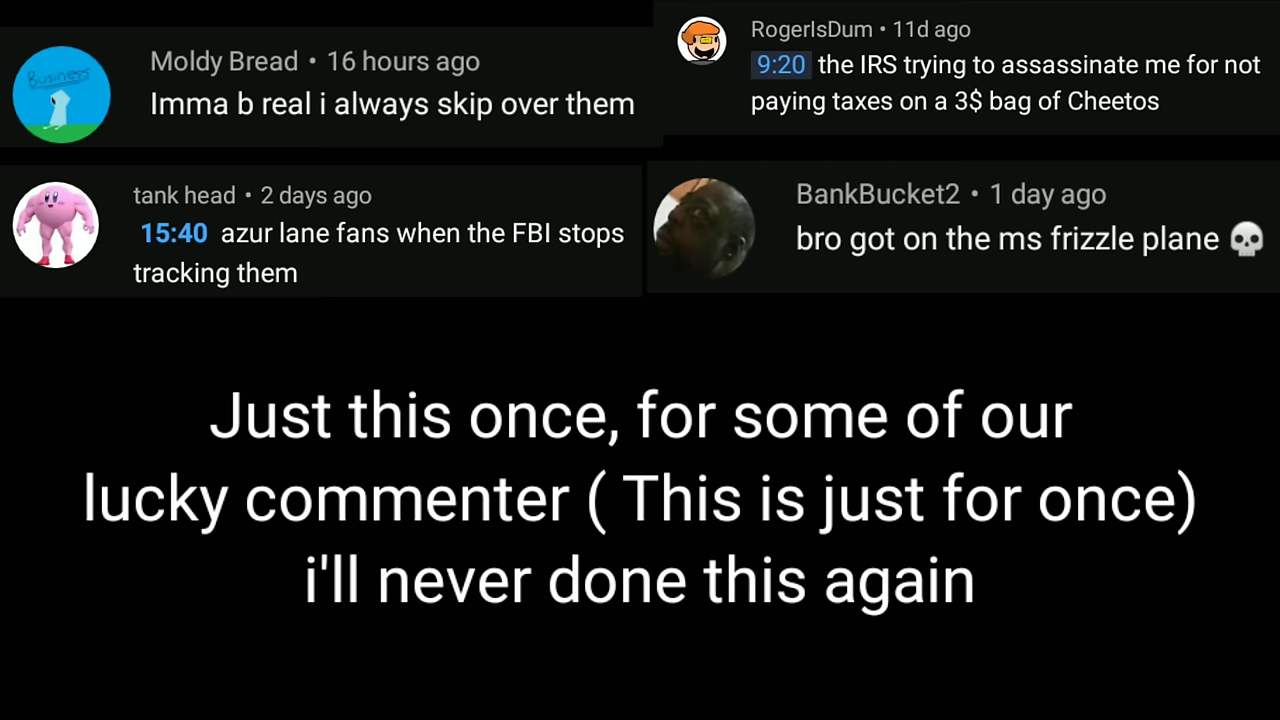 Business
Moldy Bread • 16 hours ago
Imma b real i always skip over them
RogerIsDum • 11d ago
9:20 the IRS trying to assassinate me for not
paying taxes on a 3$ bag of Cheetos
tank head • 2 days ago
15:40 azur lane fans when the FBI stops
tracking them
BankBucket2 • 1 day ago
bro got on the ms frizzle plane 💀
Just this once, for some of our
lucky commenter ( This is just for once)
i'll never done this again